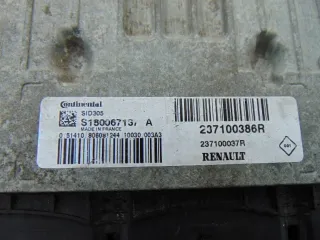 Continental
SID305
S180067137 A
MADE IN FRANCE
237100386R
237100037R
RENAULT